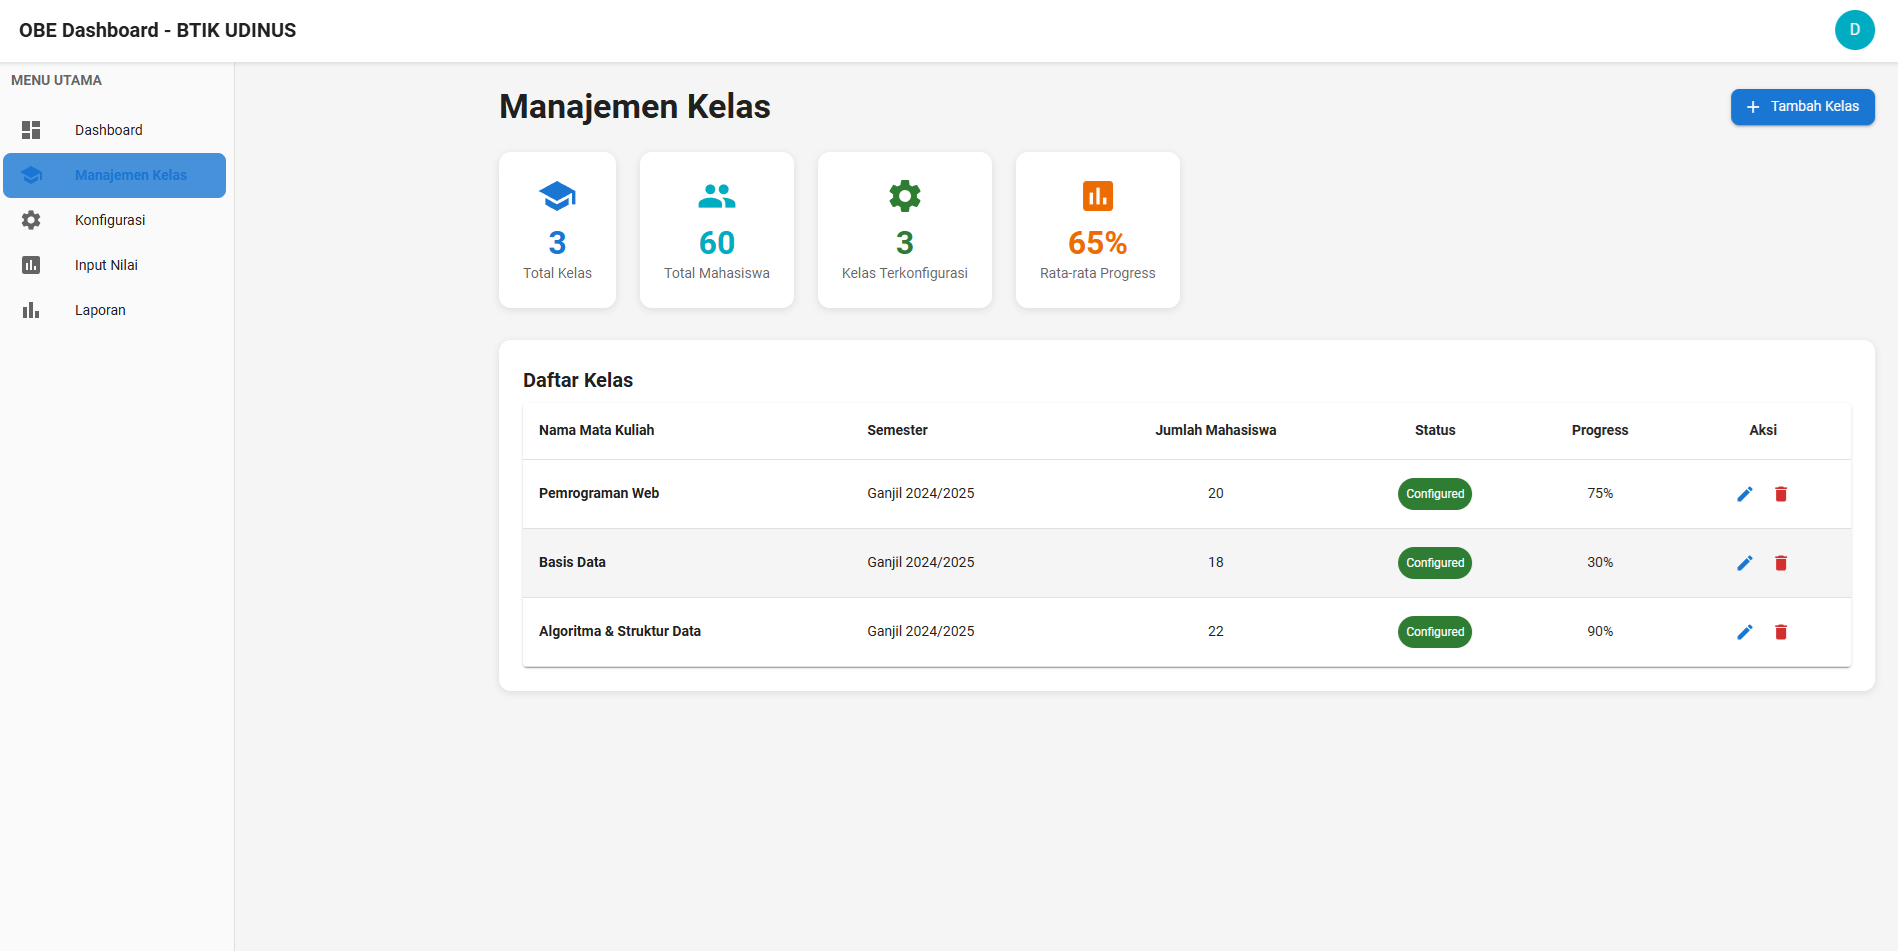 OBE Dashboard - BTIK UDINUS
D
MENU UTAMA
Dashboard
Manajemen Kelas
Konfigurasi
Input Nilai
Laporan
Manajemen Kelas
+ Tambah Kelas
3
Total Kelas
60
Total Mahasiswa
3
Kelas Terkonfigurasi
65%
Rata-rata Progress
Daftar Kelas
Nama Mata Kuliah Semester Jumlah Mahasiswa Status Progress Aksi
Pemrograman Web Ganjil 2024/2025 20 Configured 75%
Basis Data Ganjil 2024/2025 18 Configured 30%
Algoritma & Struktur Data Ganjil 2024/2025 22 Configured 90%